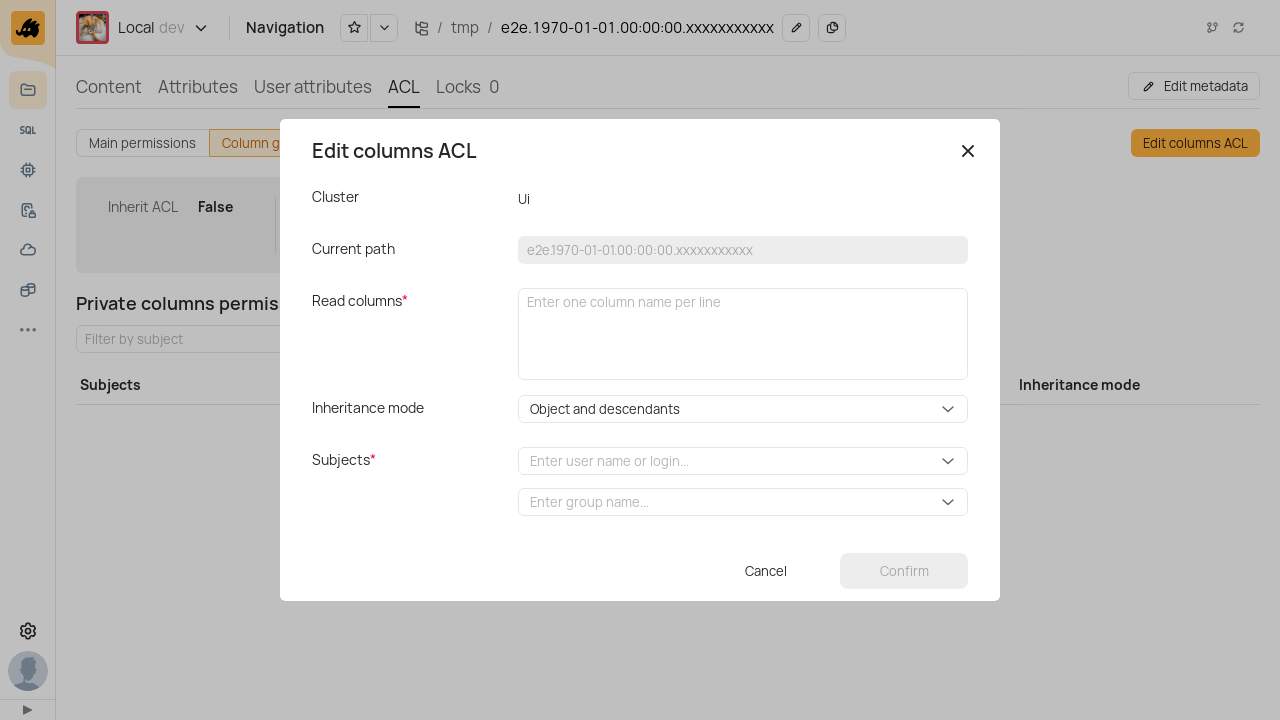 Local dev
Navigation
/ tmp / e2e.1970-01-01.00:00:00.xxxxxxxxxxx
Content Attributes User attributes ACL Locks 0
Edit metadata
SQL
Main permissions
Column g
Edit columns ACL
Inherit ACL False
Private columns permis
Filter by subject
Subjects
Inheritance mode
Edit columns ACL
Cluster
Ui
Current path
e2e.1970-01-01.00:00:00.xxxxxxxxxxx
Read columns*
Enter one column name per line
Inheritance mode
Object and descendants
Subjects*
Enter user name or login...
Enter group name...
Cancel
Confirm